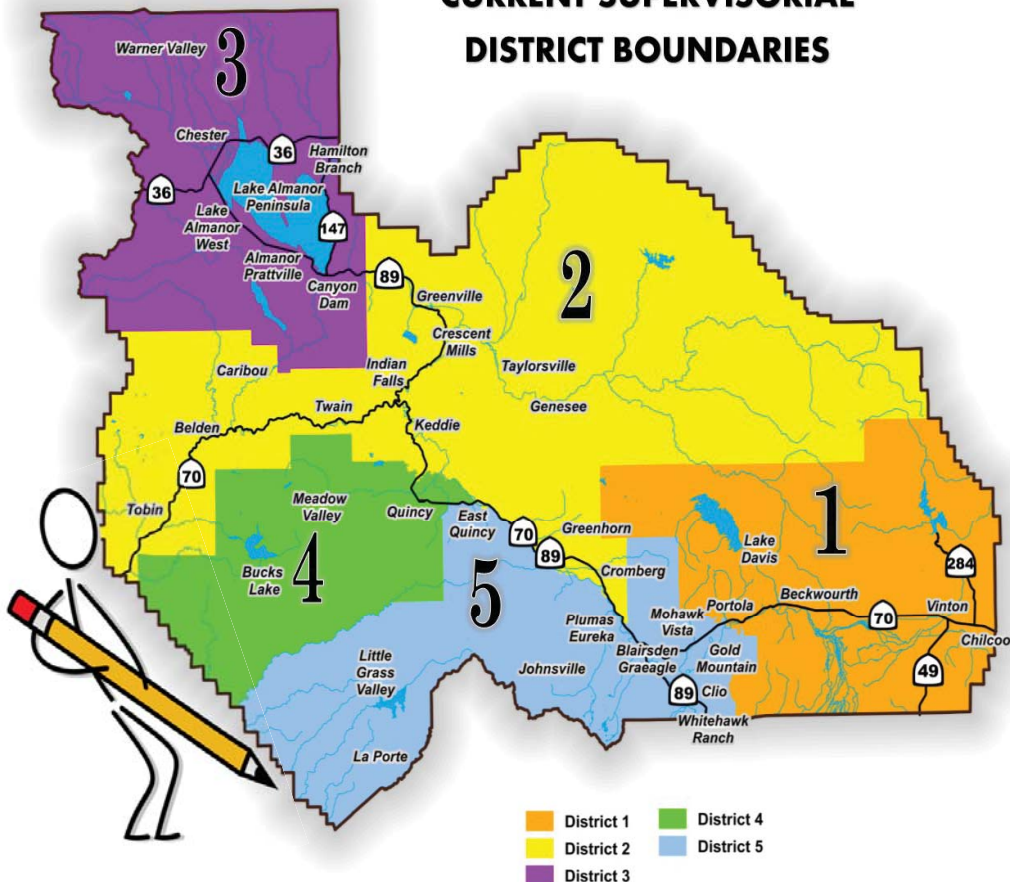 CURRENT SUPERVISORIAL
DISTRICT BOUNDARIES
Warner Valley
3
Chester
36
Hamilton
Branch
36
Lake Almanor
Peninsula
Lake
Almanor
West
147
Almanor
Prattville
Canyon
Dam
89
Greenville
2
Crescent
Mills
Indian
Falls
Taylorsville
Caribou
Genesee
Twain
Belden
Keddie
70
Tobin
Meadow
Valley
Quincy
East
Quincy
70
89
Greenhorn
1
Lake
Davis
284
4
Bucks
Lake
5
Cromberg
Beckwourth
Plumas
Eureka
Mohawk
Vista
Portola
70
Vinton
Chilcoot
Blairsden
Graeagle
Gold
Mountain
49
Little
Grass
Valley
Johnsville
89
Clio
Whitehawk
Ranch
La Porte
District 1
District 2
District 3
District 4
District 5